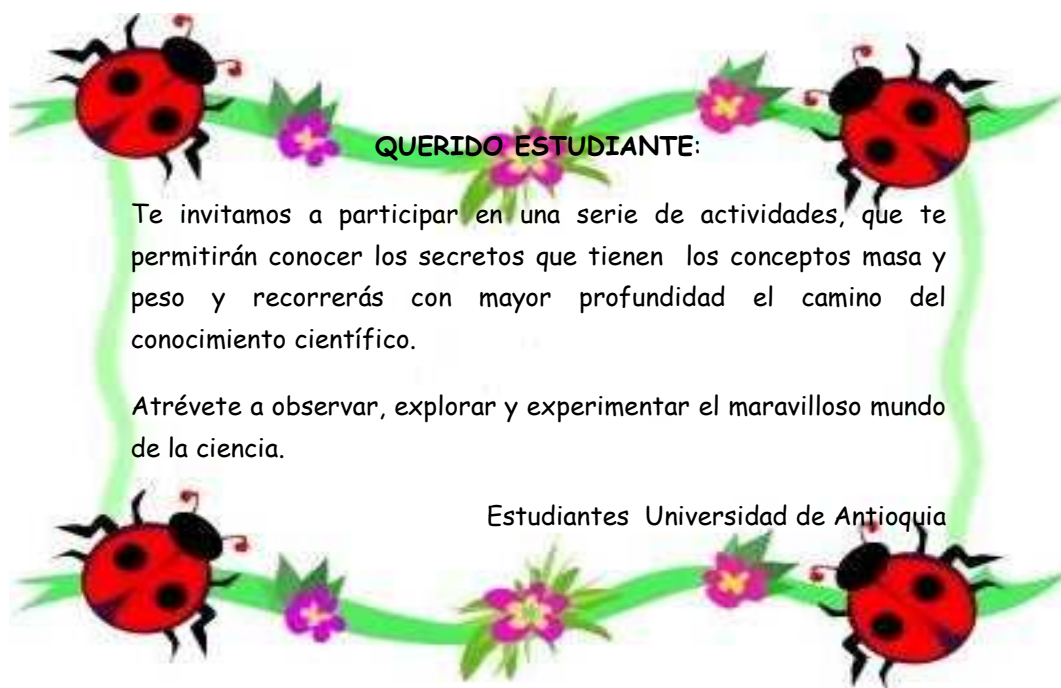 QUERIDO ESTUDIANTE:
Te invitamos a participar en una serie de actividades, que te
permitirán conocer los secretos que tienen los conceptos masa y
peso y recorrerás con mayor profundidad el camino del
conocimiento científico.
Atrévete a observar, explorar y experimentar el maravilloso mundo
de la ciencia.
Estudiantes Universidad de Antioquia